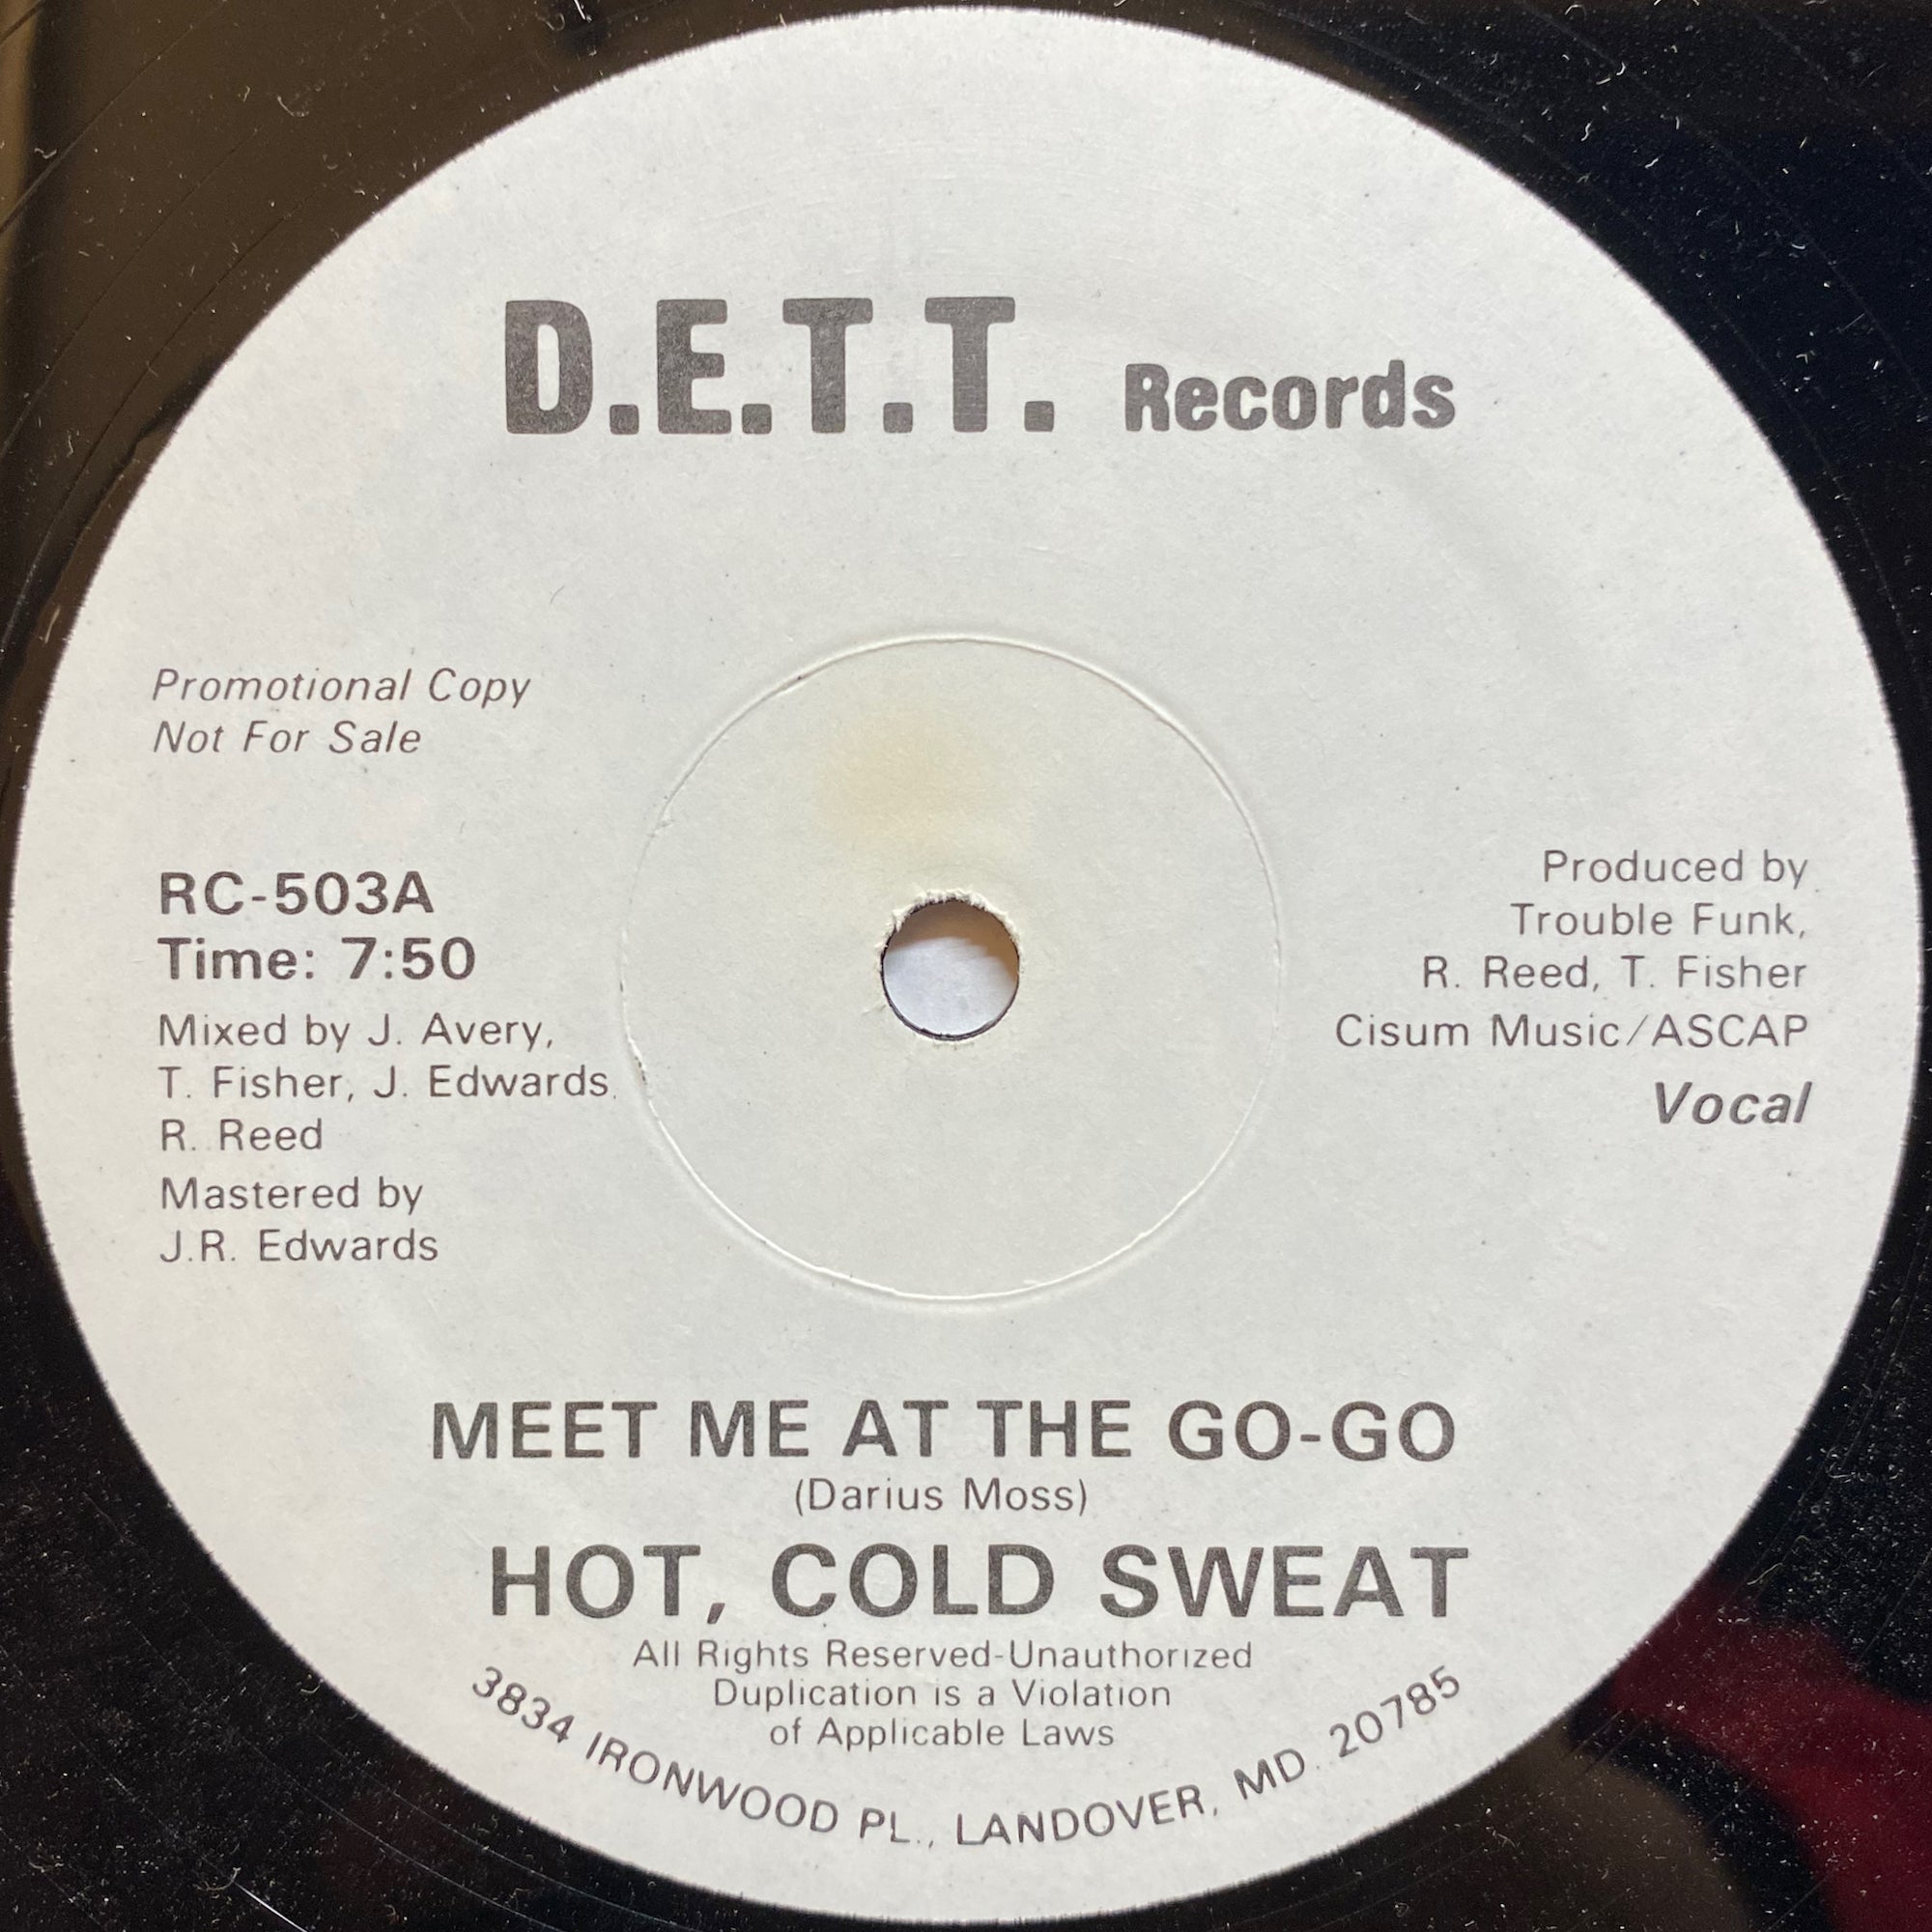 D.E.T.T. Records
Promotional Copy
Not For Sale
RC-503A
Time: 7:50
Mixed by J. Avery,
T. Fisher, J. Edwards,
R. Reed
Mastered by
J.R. Edwards
Produced by
Trouble Funk,
R. Reed, T. Fisher
Cisum Music/ASCAP
Vocal
MEET ME AT THE GO-GO
(Darius Moss)
HOT, COLD SWEAT
All Rights Reserved-Unauthorized
Duplication is a Violation
of Applicable Laws
3834 IRONWOOD PL., LANDOVER, MD. 20785